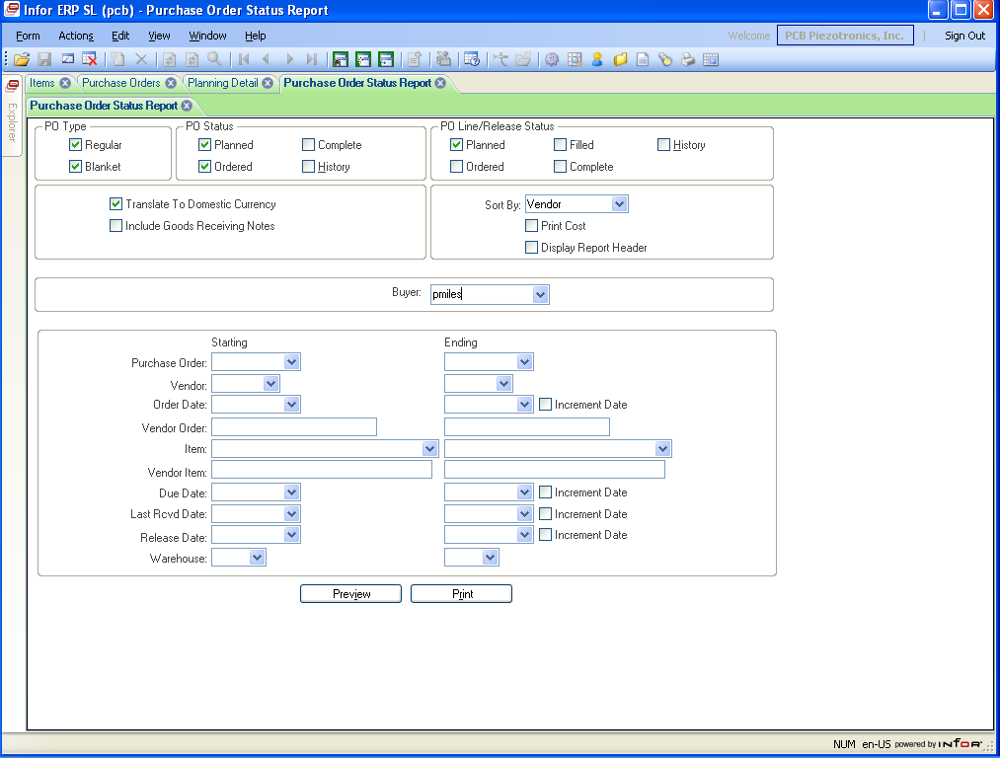 Infor ERP SL (pcb) - Purchase Order Status Report
Form Actions Edit View Window Help Welcome PCB Piezotronics, Inc. | Sign Out
Items Purchase Orders Planning Detail Purchase Order Status Report
Explorer
Purchase Order Status Report
PO Type PO Status PO Line/Release Status
Regular Planned Complete Planned Filled History
Blanket Ordered History Ordered Complete
Translate To Domestic Currency Sort By: Vendor
Include Goods Receiving Notes Print Cost
Display Report Header
Buyer: pmiles
Starting Ending
Purchase Order:
Vendor:
Order Date: Increment Date
Vendor Order:
Item:
Vendor Item:
Due Date: Increment Date
Last Rcvd Date: Increment Date
Release Date: Increment Date
Warehouse:
Preview Print
NUM en-US powered by INFOR